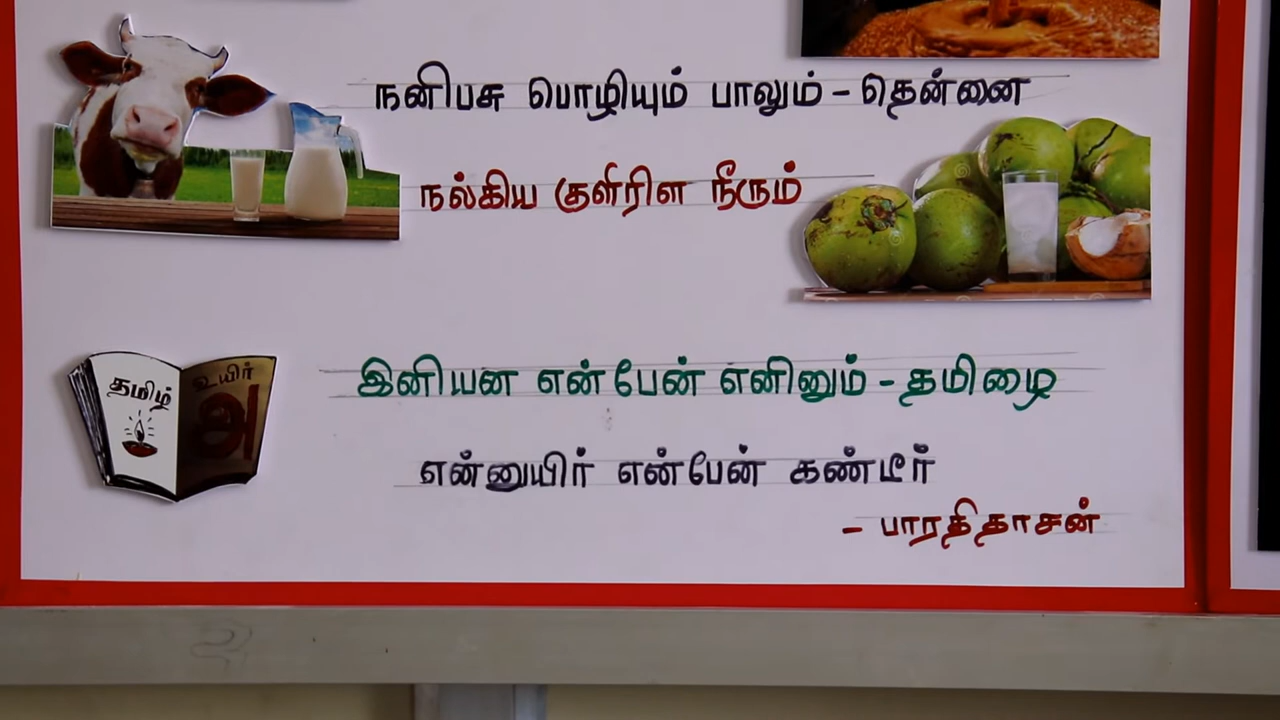 நனிபசு பொழியும் பாலும் - தென்னை
நல்கிய குளிரிள நீரும்
இனியன என்பேன் எனினும் - தமிழை
என்னுயிர் என்பேன் கண்டீர்
- பாரதிதாசன்
தமிழ்
உயிர்
அ